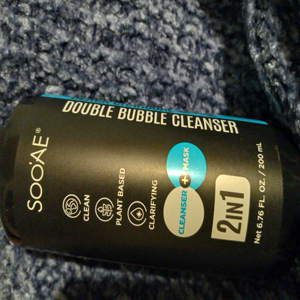 DOUBLE BUBBLE CLEANSER
SOO'AE®
CLEAN
PLANT BASED
CLARIFYING
CLEANSER + MASK
2IN1
Net 6.76 FL. OZ. / 200 mL